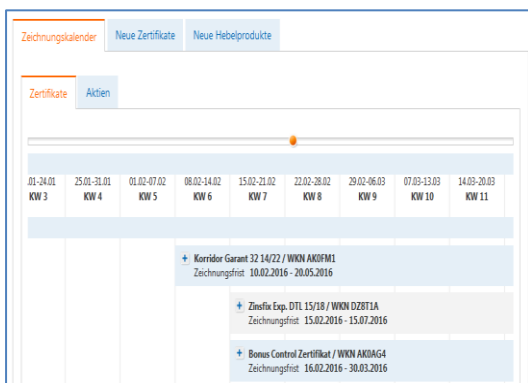 Zeichnungskalender Neue Zertifikate Neue Hebelprodukte
Zertifikate Aktien
.01-24.01 25.01-31.01 01.02-07.02 08.02-14.02 15.02-21.02 22.02-28.02 29.02-06.03 07.03-13.03 14.03-20.03
KW 3 KW 4 KW 5 KW 6 KW 7 KW 8 KW 9 KW 10 KW 11
+ Korridor Garant 32 14/22 / WKN AK0FM1
Zeichnungsfrist 10.02.2016 - 20.05.2016
+ Zinsfix Exp. DTL 15/18 / WKN DZ8T1A
Zeichnungsfrist 15.02.2016 - 15.07.2016
+ Bonus Control Zertifikat / WKN AK0AG4
Zeichnungsfrist 16.02.2016 - 30.03.2016